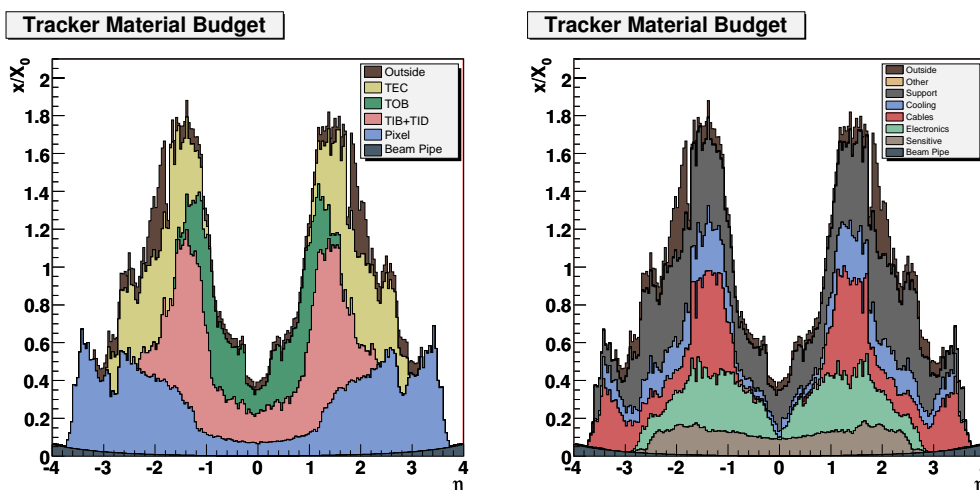 Tracker Material Budget
x/X0
2
1.8
1.6
1.4
1.2
1
0.8
0.6
0.4
0.2
0
-4 -3 -2 -1 0 1 2 3 4
η
Outside
TEC
TOB
TIB+TID
Pixel
Beam Pipe
Tracker Material Budget
x/X0
2
1.8
1.6
1.4
1.2
1
0.8
0.6
0.4
0.2
0
-4 -3 -2 -1 0 1 2 3 4
η
Outside
Other
Support
Cooling
Cables
Electronics
Sensitive
Beam Pipe